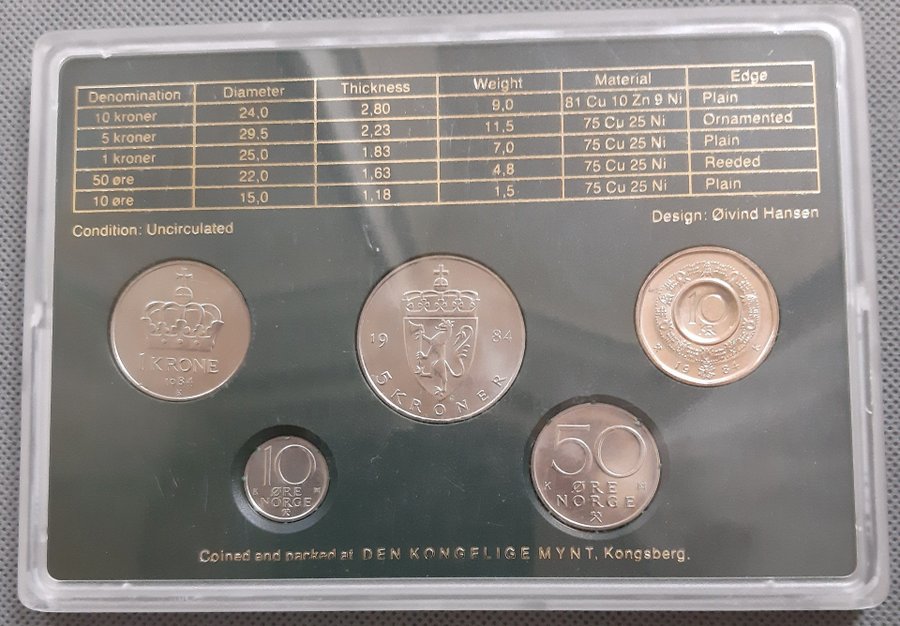 Denomination Diameter Thickness Weight Material Edge
10 kroner 24,0 2,80 9,0 81 Cu 10 Zn 9 Ni Plain
5 kroner 29,5 2,23 11,5 75 Cu 25 Ni Ornamented
1 kroner 25,0 1,83 7,0 75 Cu 25 Ni Plain
50 øre 22,0 1,63 4,8 75 Cu 25 Ni Reeded
10 øre 15,0 1,18 1,5 75 Cu 25 Ni Plain
Condition: Uncirculated
Design: Øivind Hansen
1 KRONE
1984
K
1984
5 KRONER
10
1984
K
10
K M
ØRE
NORGE
50
K M
ØRE
NORGE
Coined and packed at DEN KONGELIGE MYNT, Kongsberg.